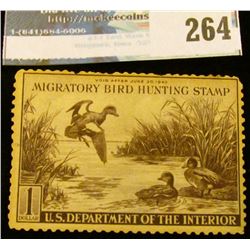 http://mckeecoins
1-(641)684-6006
264
VOID AFTER JUNE 30, 1943
MIGRATORY BIRD HUNTING STAMP
1
DOLLAR
U.S. DEPARTMENT OF THE INTERIOR